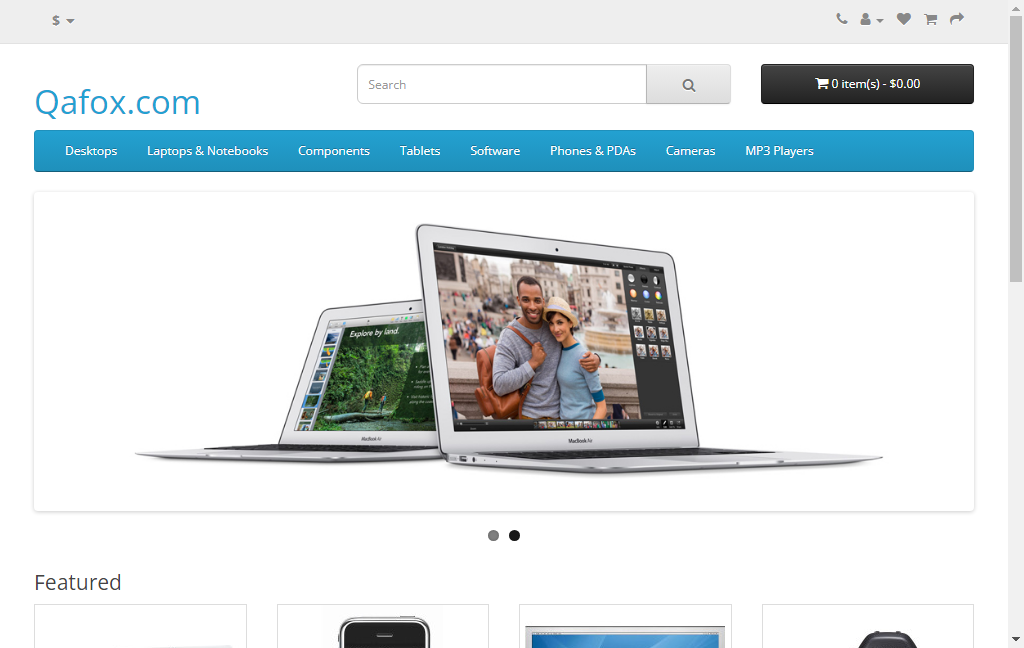 $
Qafox.com
Search
0 item(s) - $0.00
Desktops
Laptops & Notebooks
Components
Tablets
Software
Phones & PDAs
Cameras
MP3 Players
Explore by land.
MacBook Air
MacBook Air
Featured